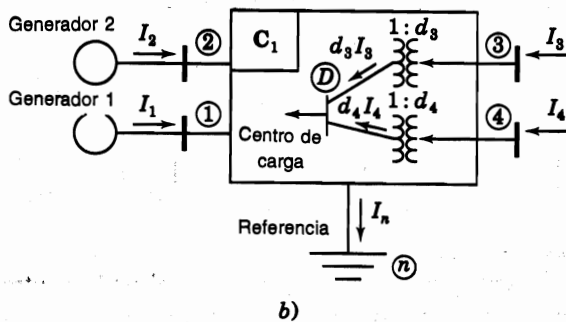 Generador 2
I₂
②
C₁
1 : d₃
③
I₃
d₃I₃
D
Generador 1
I₁
①
d₄I₄
1 : d₄
④
I₄
Centro de
carga
Referencia
Iₙ
ⓝ
b)